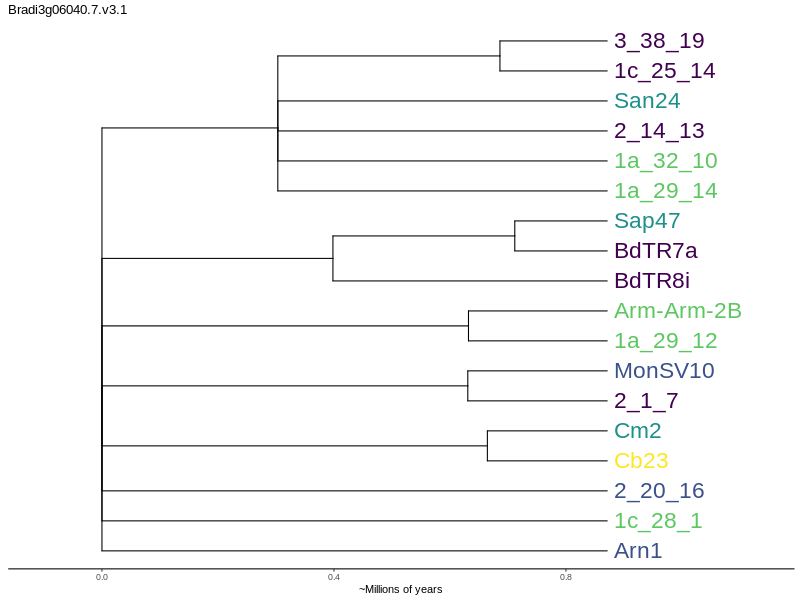 Bradi3g06040.7.v3.1
3_38_19
1c_25_14
San24
2_14_13
1a_32_10
1a_29_14
Sap47
BdTR7a
BdTR8i
Arm-Arm-2B
1a_29_12
MonSV10
2_1_7
Cm2
Cb23
2_20_16
1c_28_1
Arn1
0.0 0.4 0.8
~Millions of years